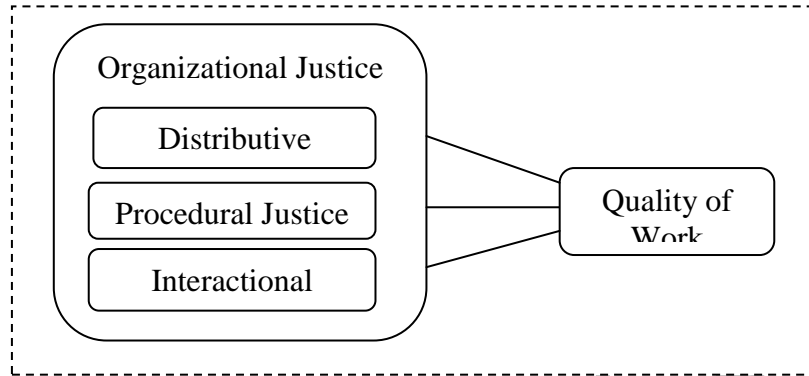 Organizational Justice
Distributive
Procedural Justice
Interactional
Quality of
Work